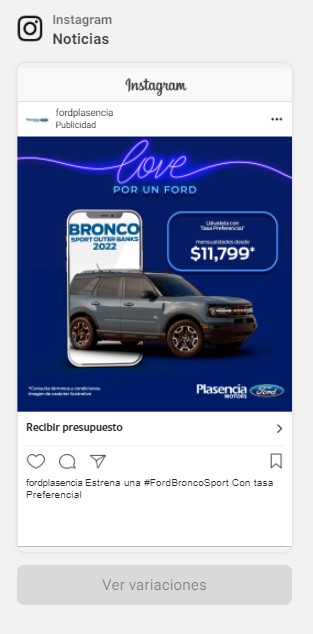 Instagram
Noticias
Instagram
fordplasencia
Publicidad
love
POR UN FORD
BRONCO
SPORT OUTER BANKS
2022
Llévatela con
Tasa Preferencial*
mensualidades desde
$11,799*
*Consulta términos y condiciones.
Imagen de carácter ilustrativo
Plasencia
MOTORS
Ford
Recibir presupuesto
fordplasencia Estrena una #FordBroncoSport Con tasa
Preferencial
Ver variaciones